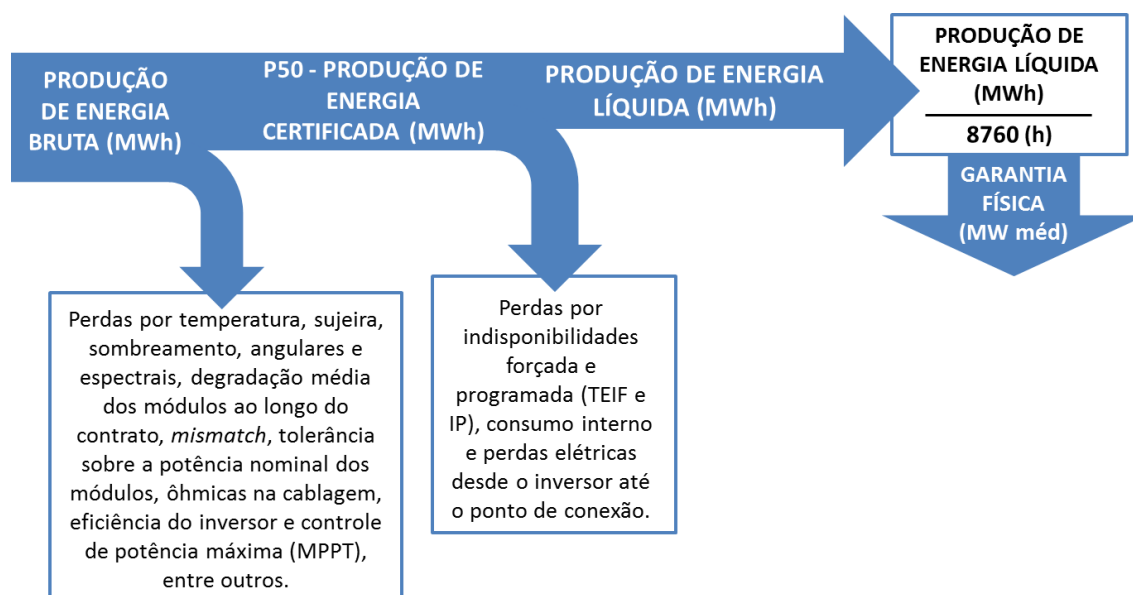 PRODUÇÃO
DE ENERGIA
BRUTA (MWh)
P50 - PRODUÇÃO DE
ENERGIA
CERTIFICADA (MWh)
PRODUÇÃO DE ENERGIA
LÍQUIDA (MWh)
PRODUÇÃO DE
ENERGIA LÍQUIDA
(MWh)
8760 (h)
GARANTIA
FÍSICA
(MW méd)
Perdas por temperatura, sujeira,
sombreamento, angulares e
espectrais, degradação média
dos módulos ao longo do
contrato, mismatch, tolerância
sobre a potência nominal dos
módulos, ôhmicas na cablagem,
eficiência do inversor e controle
de potência máxima (MPPT),
entre outros.
Perdas por
indisponibilidades
forçada e
programada (TEIF e
IP), consumo interno
e perdas elétricas
desde o inversor até
o ponto de conexão.